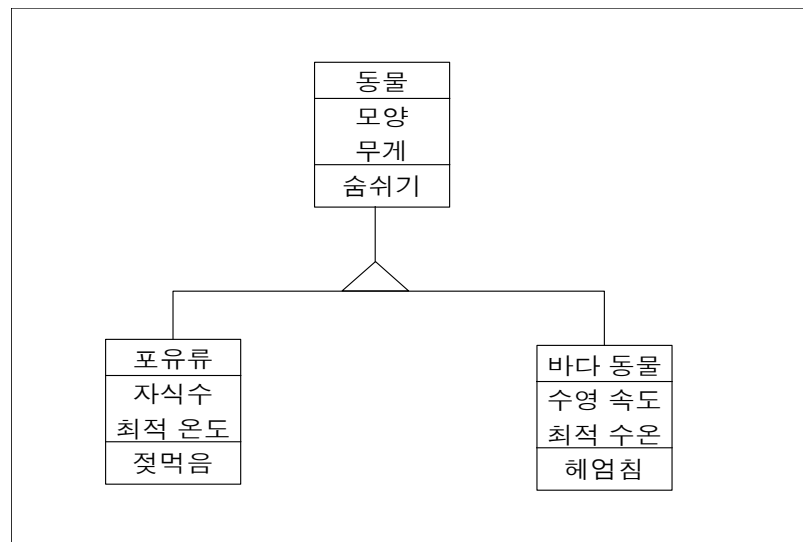 동물
모양
무게
숨쉬기
포유류
자식수
최적 온도
젖먹음
바다 동물
수영 속도
최적 수온
헤엄침